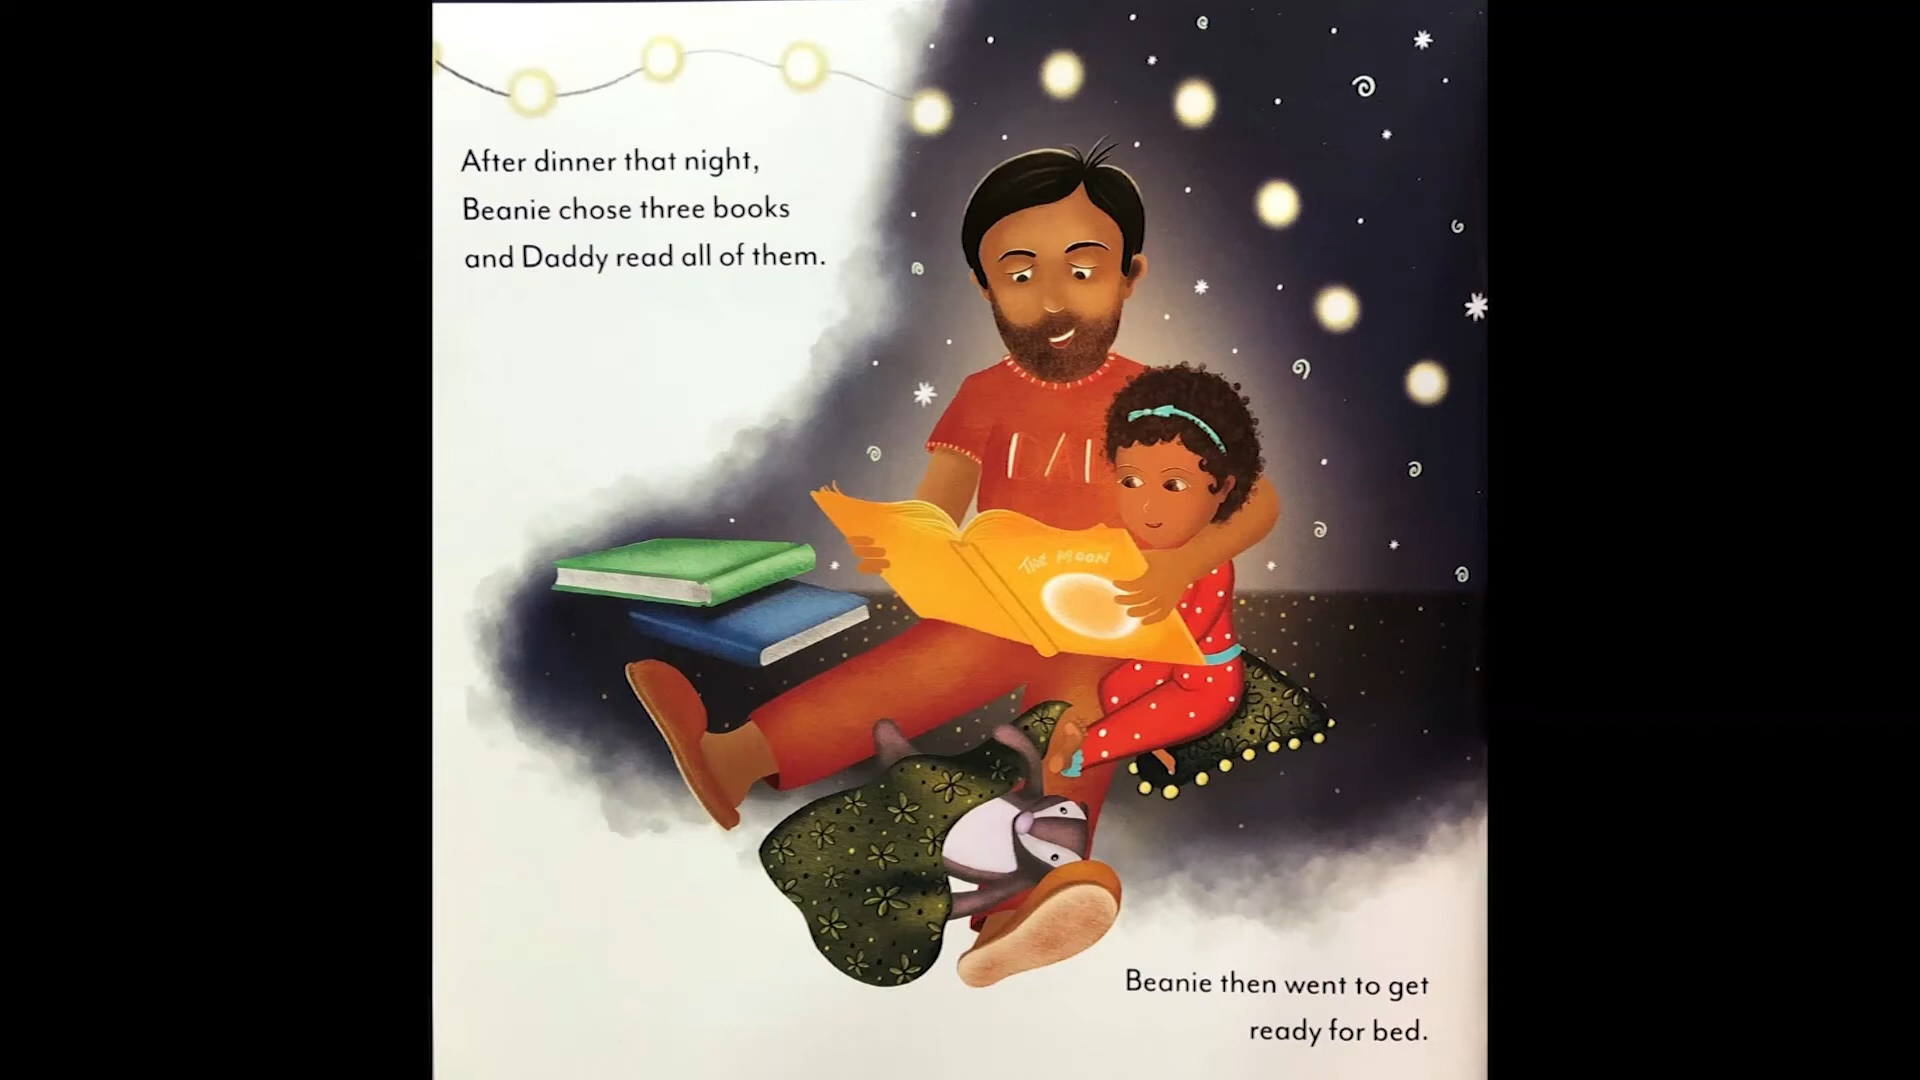 After dinner that night,
Beanie chose three books
and Daddy read all of them.
DAD
THE MOON
Beanie then went to get
ready for bed.